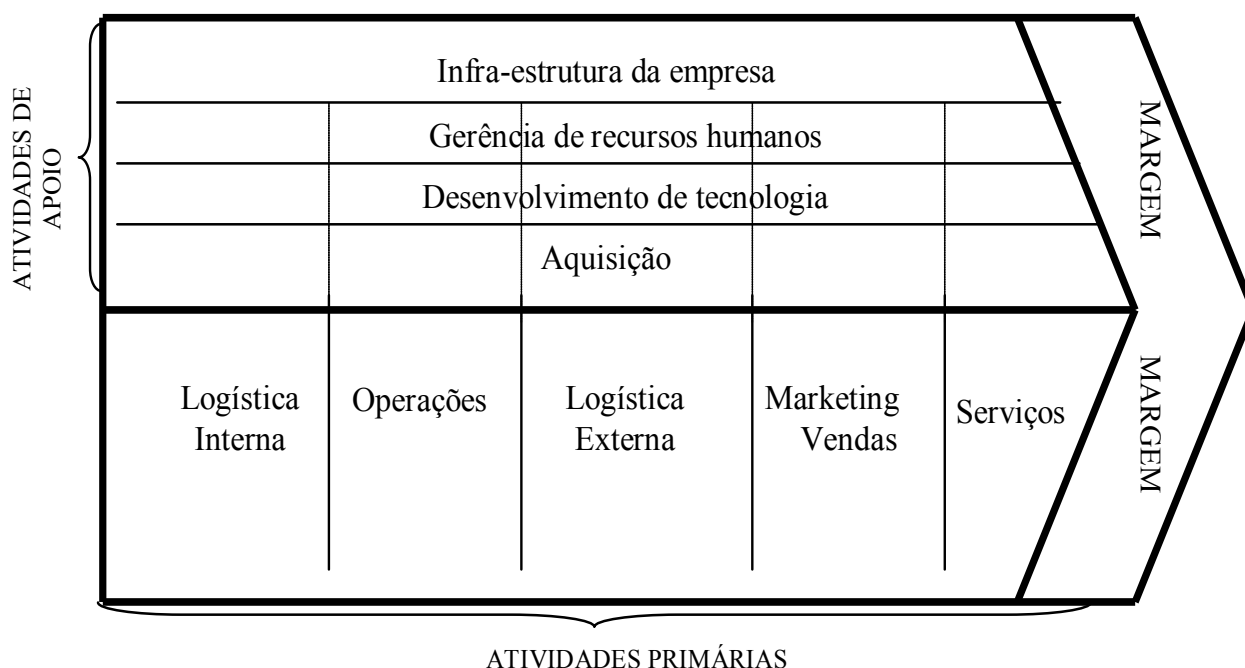 ATIVIDADES DE
APOIO
Infra-estrutura da empresa
Gerência de recursos humanos
Desenvolvimento de tecnologia
Aquisição
MARGEM
Logística
Interna
Operações
Logística
Externa
Marketing
Vendas
Serviços
MARGEM
ATIVIDADES PRIMÁRIAS